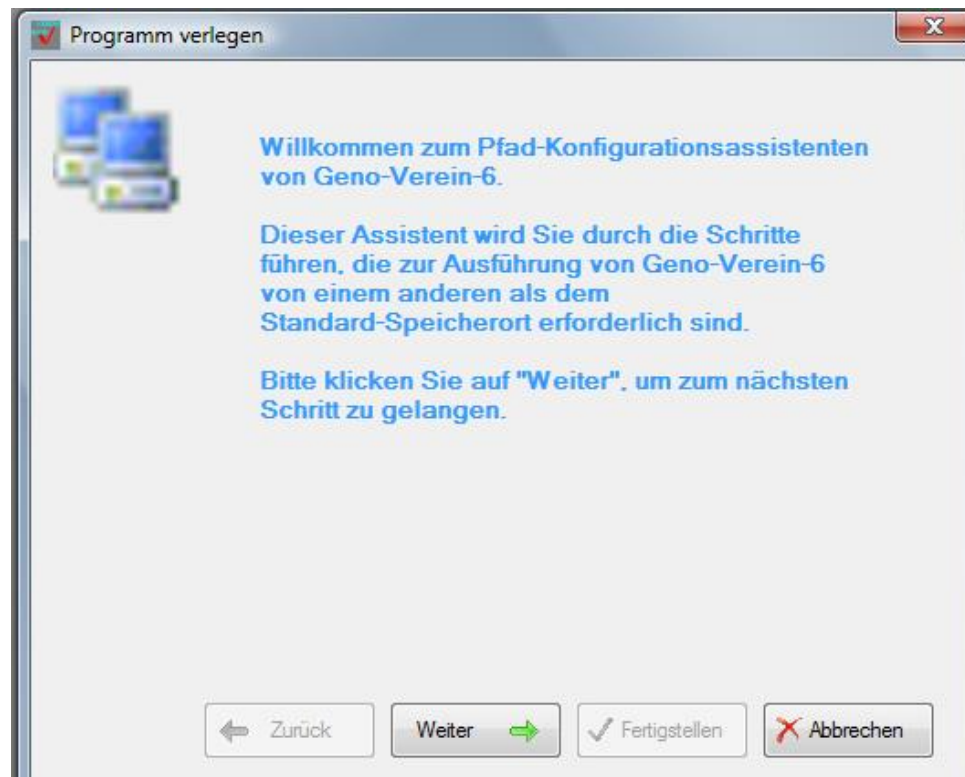 Programm verlegen
Willkommen zum Pfad-Konfigurationsassistenten
von Geno-Verein-6.
Dieser Assistent wird Sie durch die Schritte
führen, die zur Ausführung von Geno-Verein-6
von einem anderen als dem
Standard-Speicherort erforderlich sind.
Bitte klicken Sie auf "Weiter", um zum nächsten
Schritt zu gelangen.
Zurück
Weiter
Fertigstellen
Abbrechen